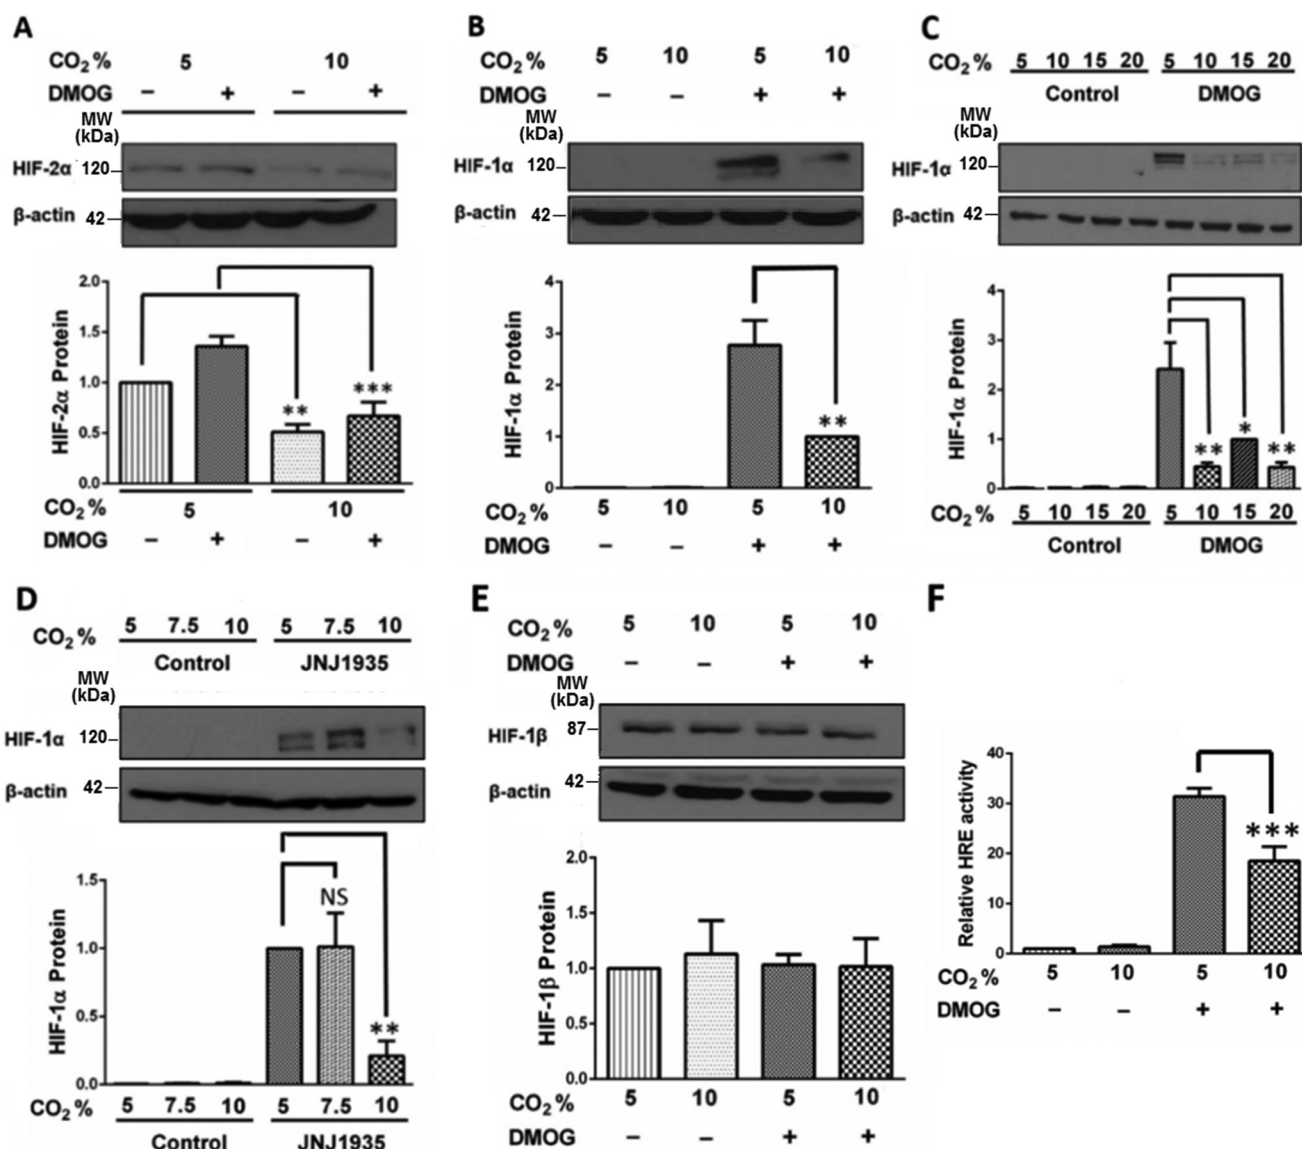 A
CO2 % 5 10
DMOG – + – +
MW
(kDa)
HIF-2α 120
β-actin 42
HIF-2α Protein
2.0
1.5
1.0
0.5
0.0
** ***
CO2 % 5 10
DMOG – + – +
B
CO2 % 5 10 5 10
DMOG – – + +
MW
(kDa)
HIF-1α 120
β-actin 42
HIF-1α Protein
4
3
2
1
0
**
CO2 % 5 10 5 10
DMOG – – + +
C
CO2 % 5 10 15 20 5 10 15 20
Control DMOG
MW
(kDa)
HIF-1α 120
β-actin 42
HIF-1α Protein
4
3
2
1
0
** * **
CO2 % 5 10 15 20 5 10 15 20
Control DMOG
D
CO2 % 5 7.5 10 5 7.5 10
Control JNJ1935
MW
(kDa)
HIF-1α 120
β-actin 42
HIF-1α Protein
1.5
1.0
0.5
0.0
NS
**
CO2 % 5 7.5 10 5 7.5 10
Control JNJ1935
E
CO2 % 5 10 5 10
DMOG – – + +
MW
(kDa)
HIF-1β 87
β-actin 42
HIF-1β Protein
2.0
1.5
1.0
0.5
0.0
CO2 % 5 10 5 10
DMOG – – + +
F
Relative HRE activity
40
30
20
10
0
***
CO2 % 5 10 5 10
DMOG – – + +